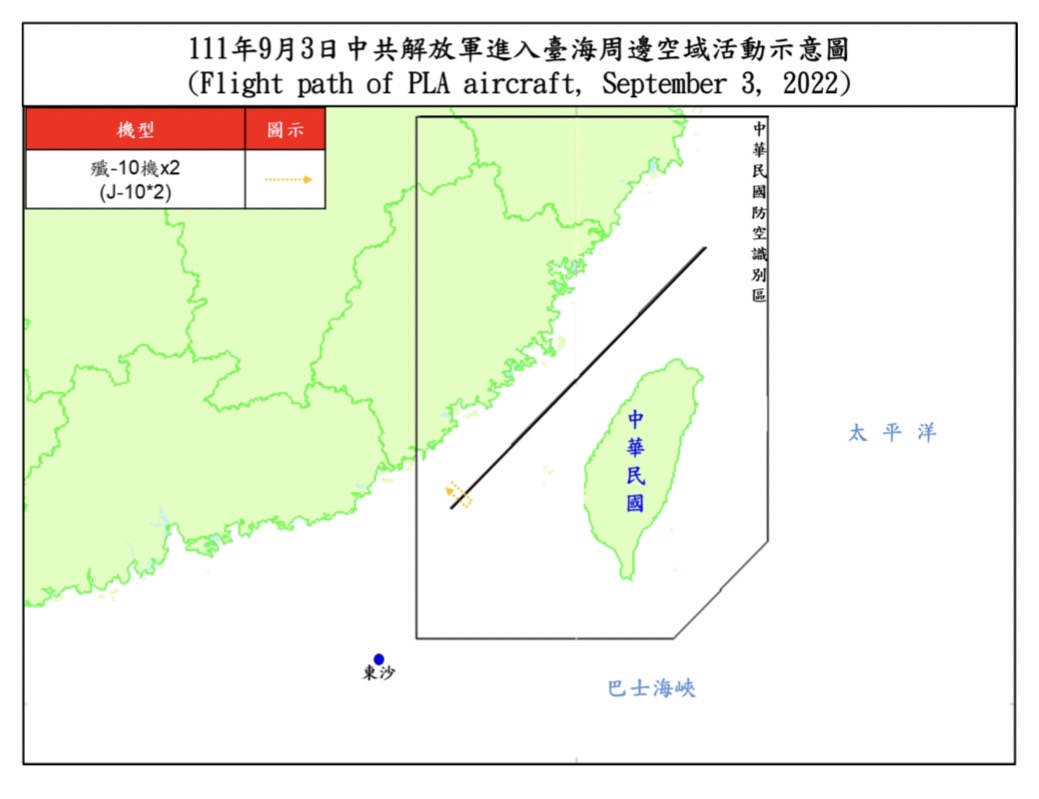 111年9月3日中共解放軍進入臺海周邊空域活動示意圖
(Flight path of PLA aircraft, September 3, 2022)
機型
圖示
殲-10機x2
(J-10*2)
中華民國防空識別區
中華民國
太平洋
東沙
巴士海峽